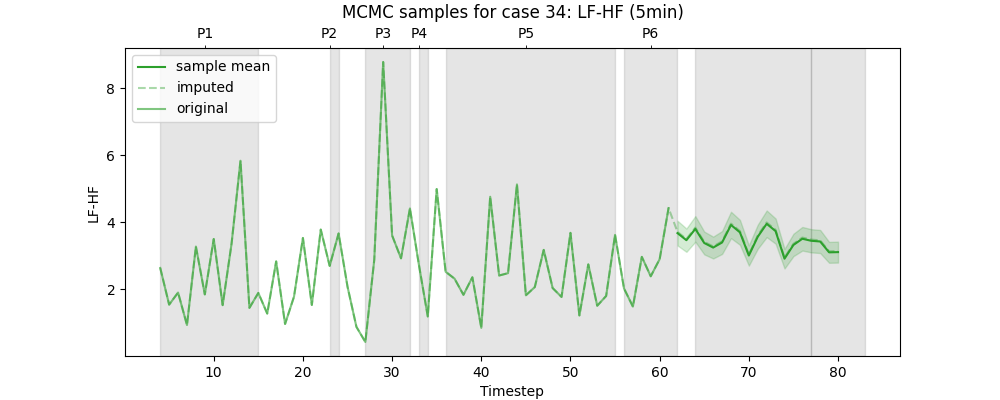 MCMC samples for case 34: LF-HF (5min)
P1 P2 P3 P4 P5 P6
sample mean
imputed
original
8
6
4
2
LF-HF
10 20 30 40 50 60 70 80
Timestep